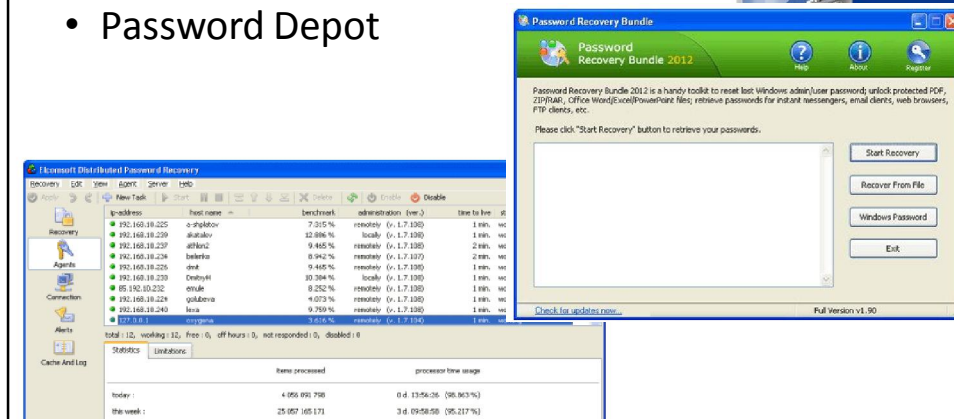 • Password Depot
Password Recovery Bundle
Password
Recovery Bundle 2012
Help
About
Register
Password Recovery Bundle 2012 is a handy toolkit to reset lost Windows admin/user password; unlock protected PDF,
ZIP/RAR, Office Word/Excel/PowerPoint files; retrieve passwords for instant messengers, email clients, web browsers,
FTP clients, etc.
Please click "Start Recovery" button to retrieve your passwords.
Start Recovery
Recover From File
Windows Password
Exit
Check for updates now...
Full Version v1.90
Elcomsoft Distributed Password Recovery
Recovery Edit View Agent Server Help
Apply New Task Start Delete Enable Disable
ip-address host name benchmark administration (ver.) time to live
192.168.10.225 a-shplatov 7.015 % remotely (v. 1.7.108) 1 min.
192.168.10.239 akatalov 12.886 % locally (v. 1.7.108) 1 min.
192.168.10.237 athlon2 9.465 % remotely (v. 1.7.108) 2 min.
192.168.10.234 belenko 8.942 % remotely (v. 1.7.107) 2 min.
192.168.10.226 dmit 9.465 % remotely (v. 1.7.108) 1 min.
192.168.10.233 DmitryH 10.384 % locally (v. 1.7.108) 1 min.
85.192.10.232 emule 8.252 % remotely (v. 1.7.108) 1 min.
192.168.10.224 golubeva 4.073 % remotely (v. 1.7.108) 1 min.
192.168.10.240 lexa 9.759 % remotely (v. 1.7.108) 1 min.
127.0.0.1 oxygena 3.616 % remotely (v. 1.7.104) 1 min.
Recovery
Agents
Connection
Alerts
Cache And Log
total : 12, working : 12, free : 0, off hours : 0, not responded : 0, disabled : 0
Statistics Limitations
items processed processor time usage
today : 4 056 091 798 0 d. 13:56:26 (98.863 %)
this week : 25 057 165 171 3 d. 09:58:58 (95.217 %)